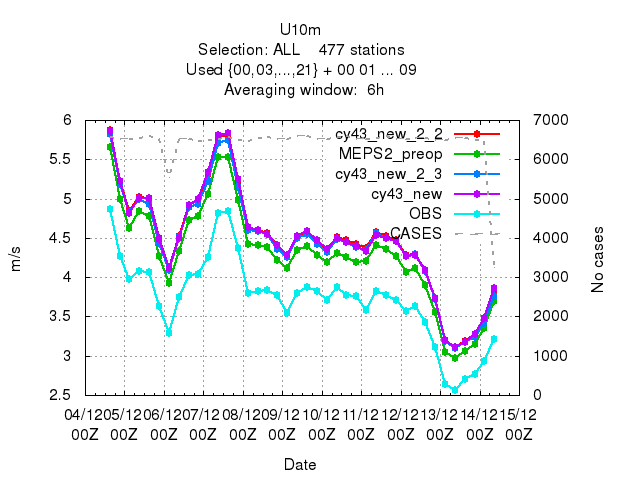 U10m
Selection: ALL    477 stations
Used {00,03,...,21} + 00 01 ... 09
Averaging window:  6h
6 7000
cy43_new_2_2
MEPS2_preop
5.5 6000
cy43_new_2_3
cy43_new
5 5000
OBS
CASES
4.5 4000
m/s
No cases
4 3000
3.5 2000
3 1000
2.5 0
04/12 05/12 06/12 07/12 08/12 09/12 10/12 11/12 12/12 13/12 14/12 15/12
00Z 00Z 00Z 00Z 00Z 00Z 00Z 00Z 00Z 00Z 00Z 00Z
Date